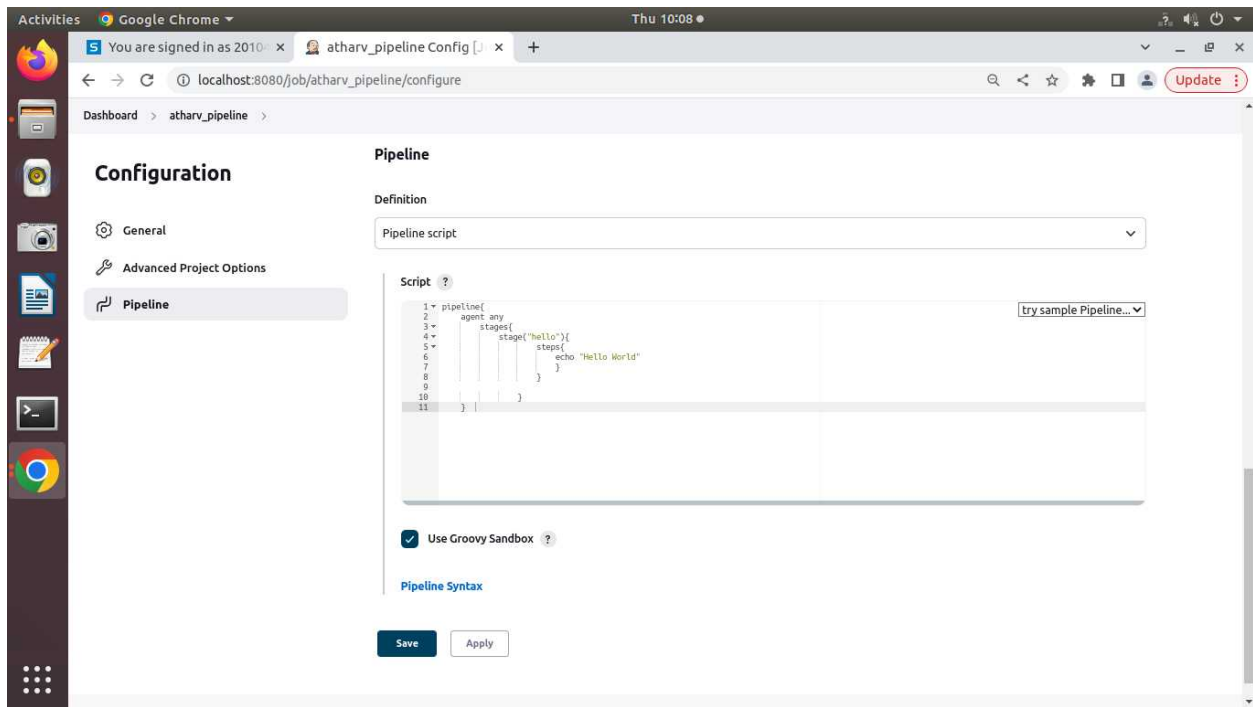 Activities Google Chrome Thu 10:08
You are signed in as 2010 atharv_pipeline Config [J
localhost:8080/job/atharv_pipeline/configure Update
Dashboard > atharv_pipeline >
Configuration
General
Advanced Project Options
Pipeline
Pipeline
Definition
Pipeline script
Script ?
try sample Pipeline...
1 pipeline{
2 agent any
3 stages{
4 stage("hello"){
5 steps{
6 echo "Hello World"
7 }
8 }
9
10 }
11 }
Use Groovy Sandbox ?
Pipeline Syntax
Save Apply